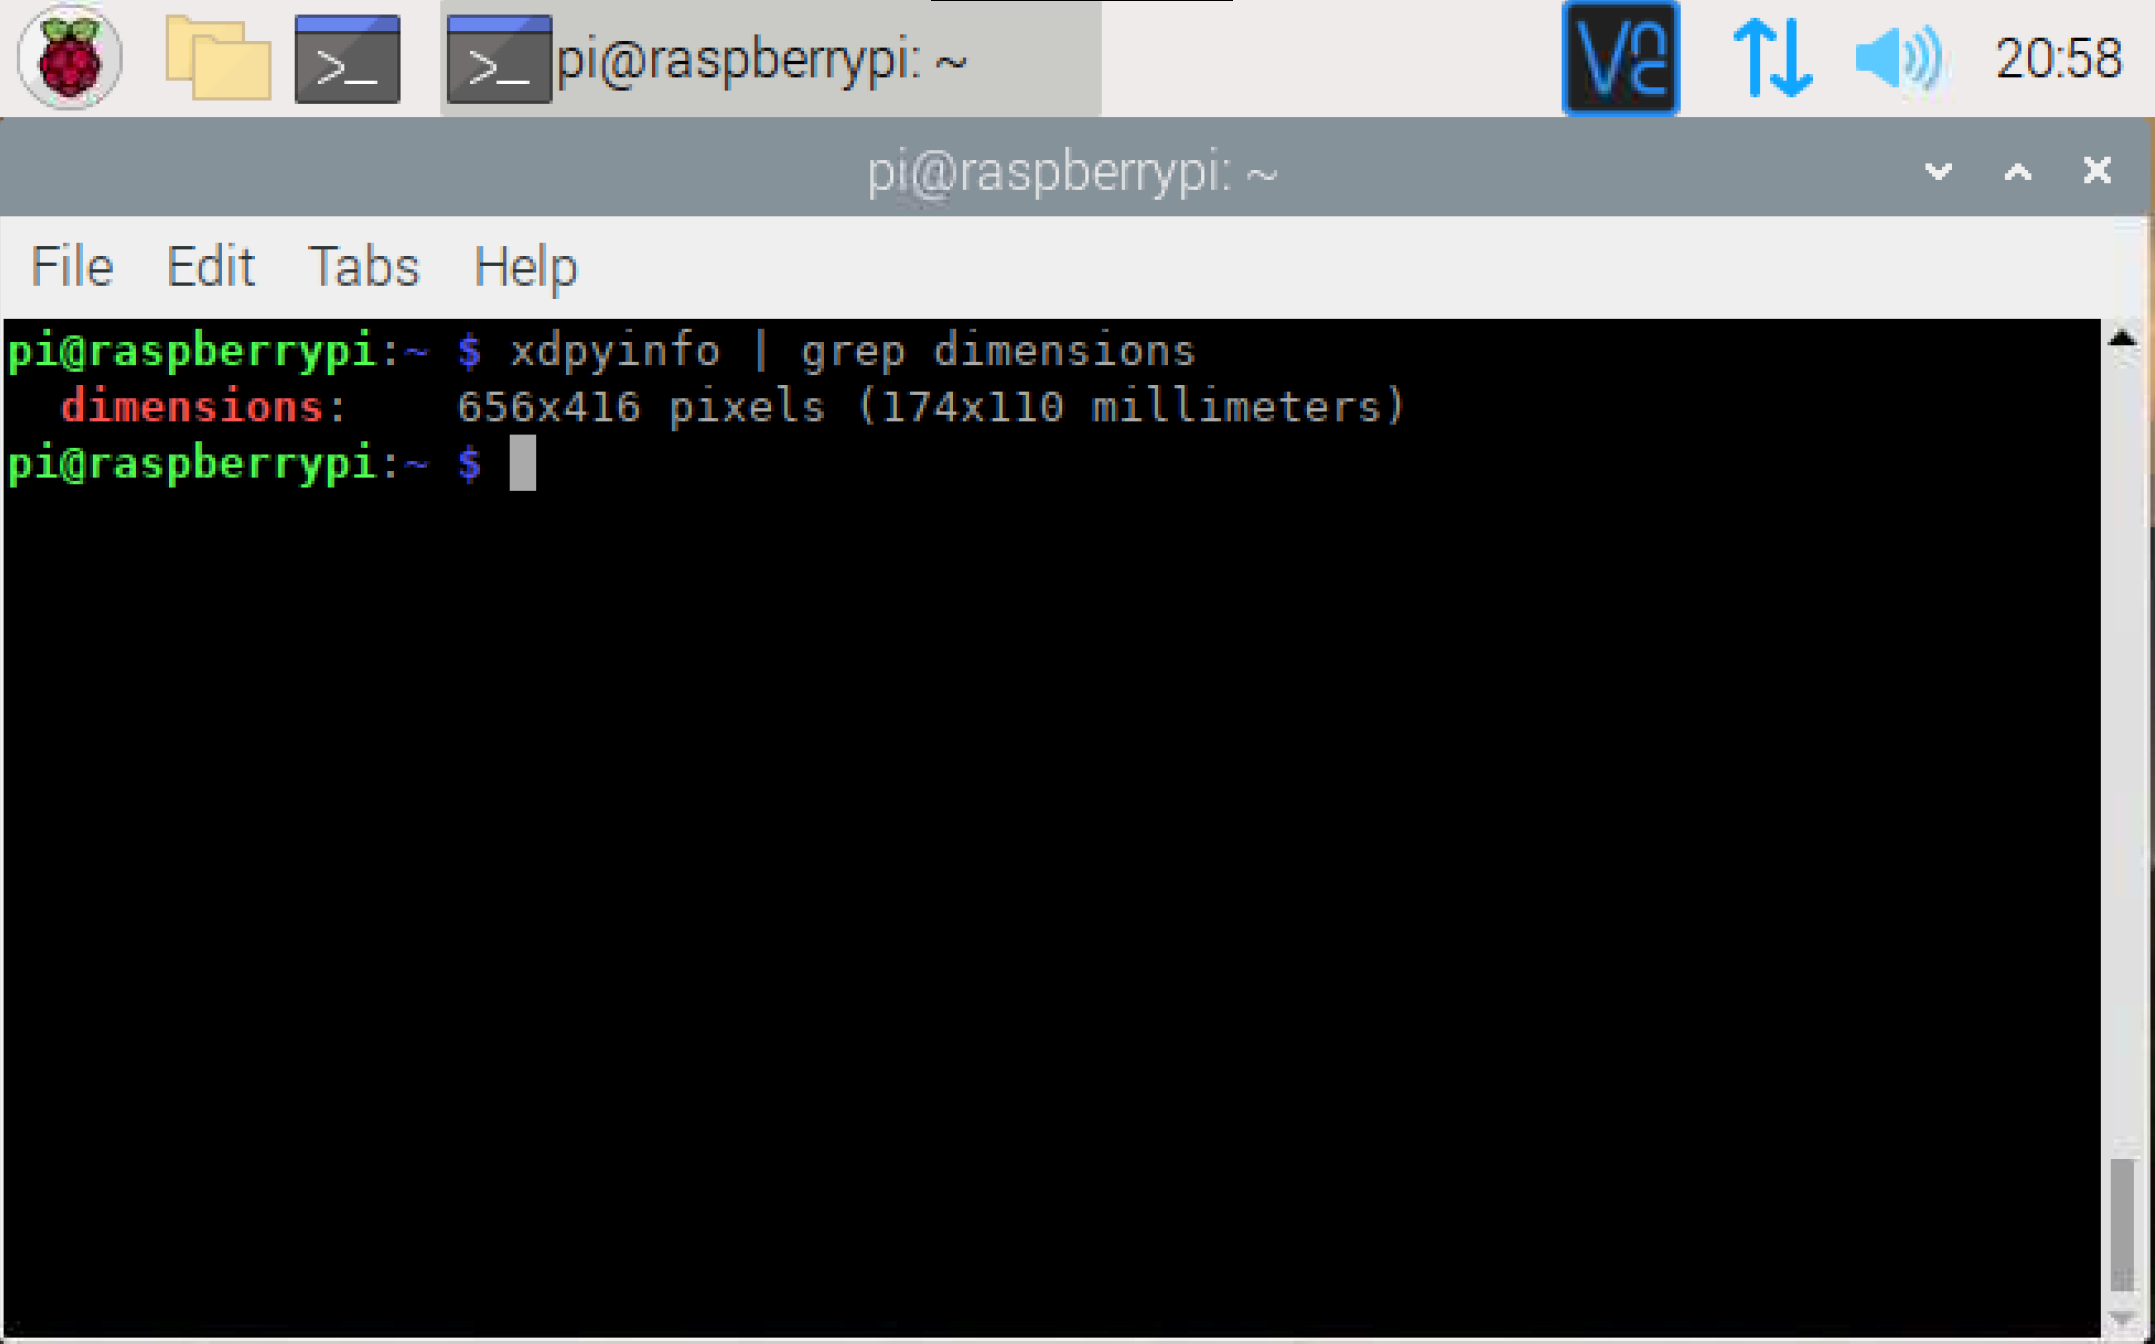 pi@raspberrypi: ~ 20:58
pi@raspberrypi: ~
File Edit Tabs Help
pi@raspberrypi:~ $ xdpyinfo | grep dimensions
dimensions: 656x416 pixels (174x110 millimeters)
pi@raspberrypi:~ $